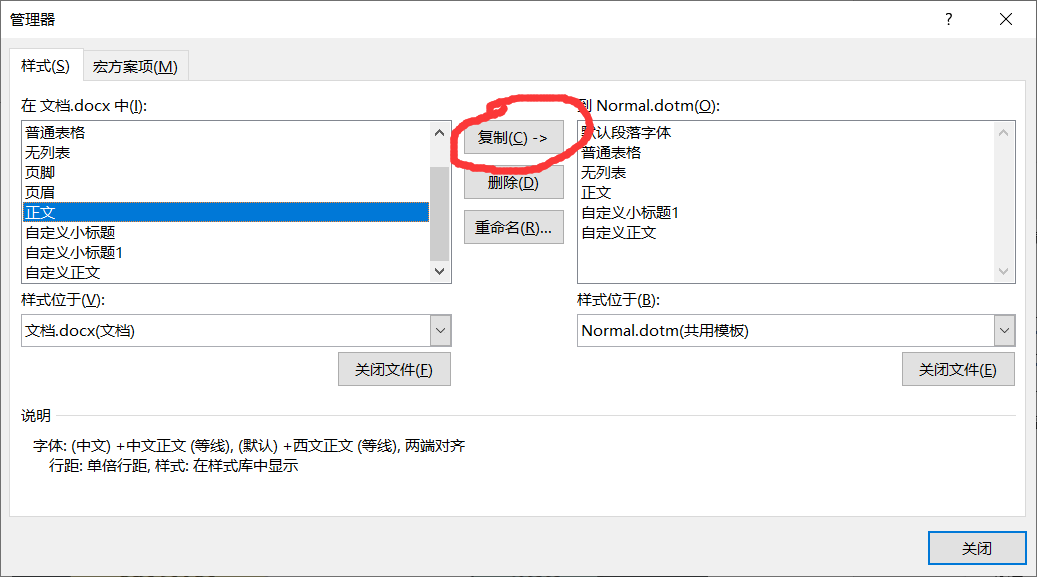 管理器
样式(S) 宏方案项(M)
在 文档.docx 中(I):
普通表格
无列表
页脚
页眉
正文
自定义小标题
自定义小标题1
自定义正文
样式位于(V):
文档.docx(文档)
关闭文件(F)
复制(C) ->
删除(D)
重命名(R)...
到 Normal.dotm(O):
默认段落字体
普通表格
无列表
正文
自定义小标题1
自定义正文
样式位于(B):
Normal.dotm(共用模板)
关闭文件(E)
说明
字体: (中文) +中文正文 (等线), (默认) +西文正文 (等线), 两端对齐
行距: 单倍行距, 样式: 在样式库中显示
关闭